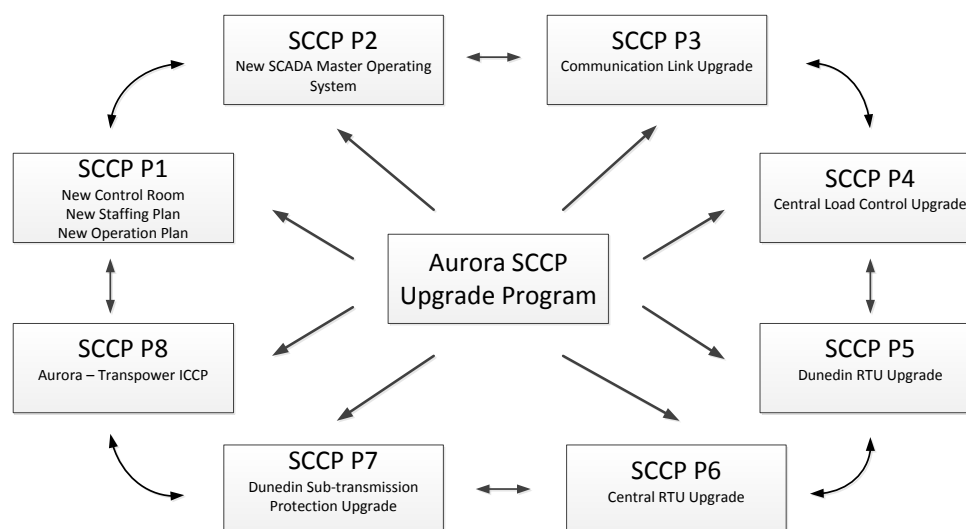 SCCP P2
New SCADA Master Operating
System
SCCP P3
Communication Link Upgrade
SCCP P1
New Control Room
New Staffing Plan
New Operation Plan
SCCP P4
Central Load Control Upgrade
Aurora SCCP
Upgrade Program
SCCP P8
Aurora – Transpower ICCP
SCCP P5
Dunedin RTU Upgrade
SCCP P7
Dunedin Sub-transmission
Protection Upgrade
SCCP P6
Central RTU Upgrade